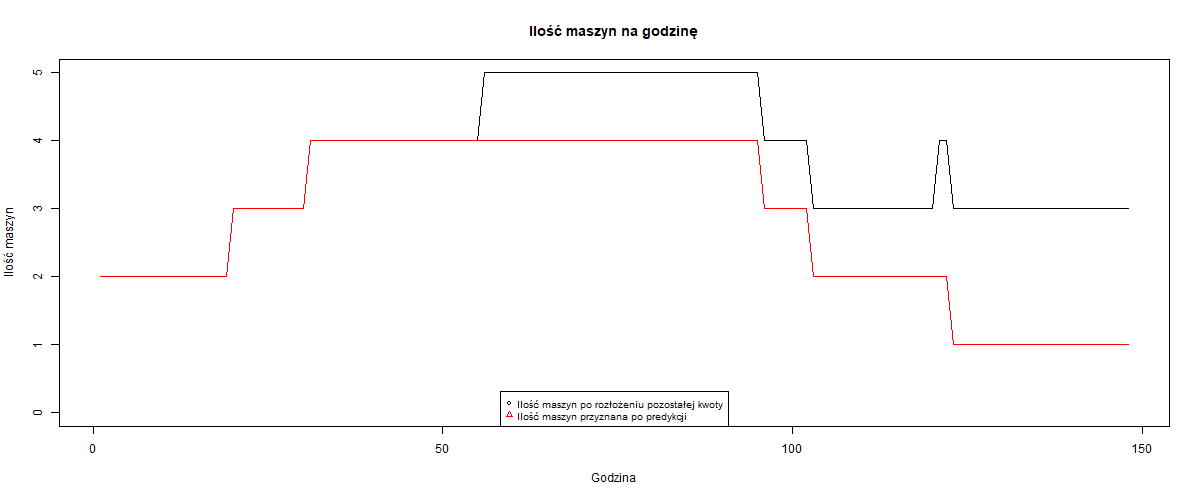 Ilość maszyn na godzinę
Ilość maszyn
5
4
3
2
1
0
Ilość maszyn po rozłożeniu pozostałej kwoty
Ilość maszyn przyznana po predykcji
0 50 100 150
Godzina